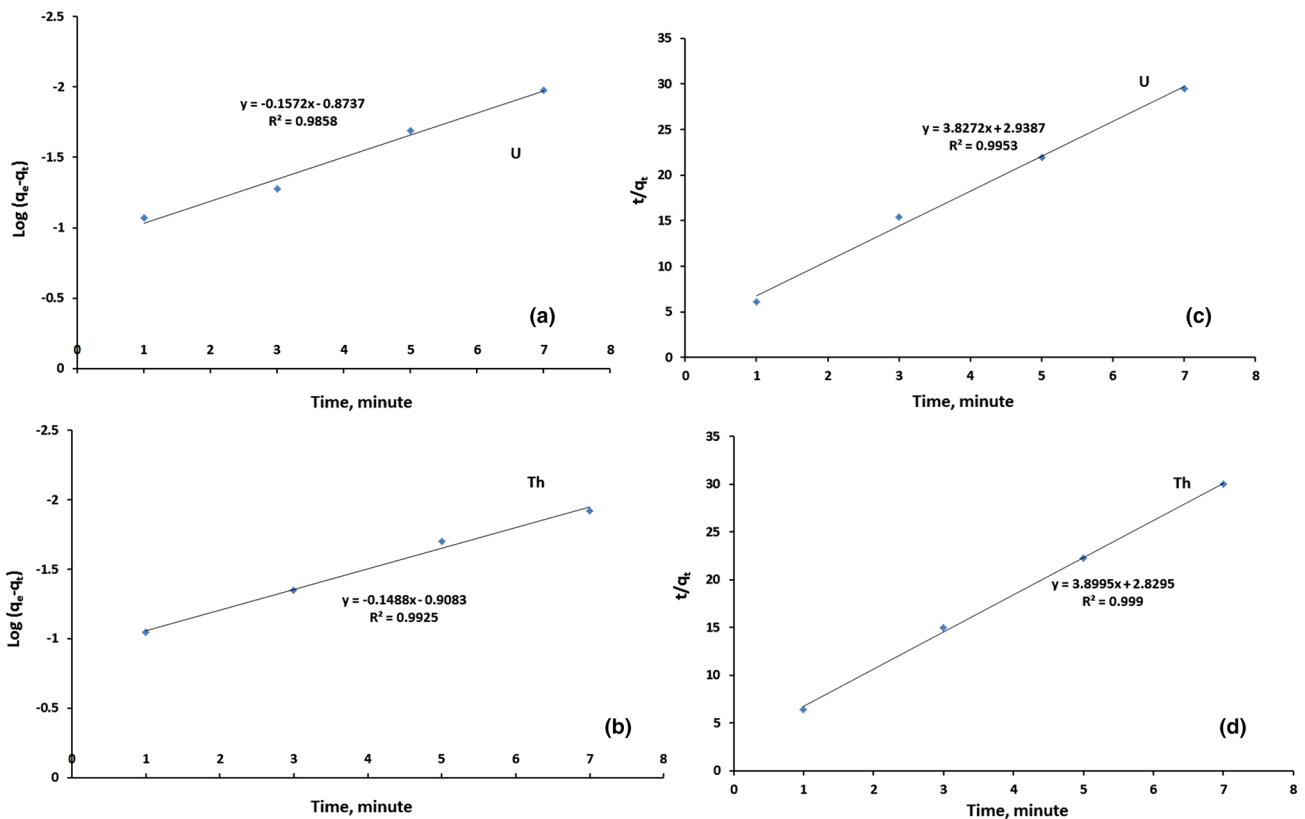 -2.5
-2
-1.5
-1
-0.5
0
Log (qe-qt)
y = -0.1572x - 0.8737
R² = 0.9858
U
(a)
0 1 2 3 4 5 6 7 8
Time, minute
35
30
25
20
15
10
5
0
t/qt
U
y = 3.8272x + 2.9387
R² = 0.9953
(c)
0 1 2 3 4 5 6 7 8
Time, minute
-2.5
-2
-1.5
-1
-0.5
0
Log (qe-qt)
Th
y = -0.1488x - 0.9083
R² = 0.9925
(b)
0 1 2 3 4 5 6 7 8
Time, minute
35
30
25
20
15
10
5
0
t/qt
Th
y = 3.8995x + 2.8295
R² = 0.999
(d)
0 1 2 3 4 5 6 7 8
Time, minute